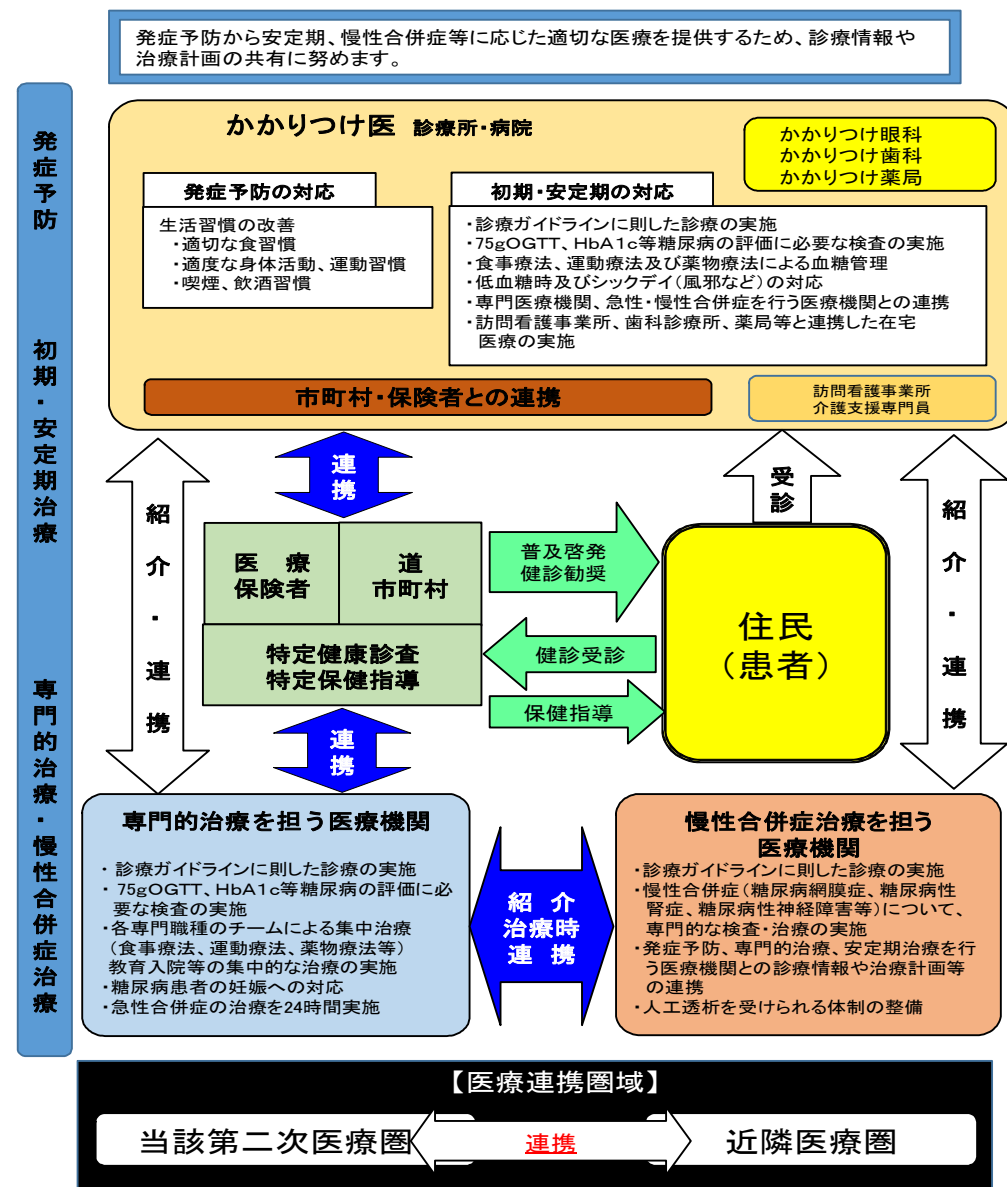 発症予防から安定期、慢性合併症等に応じた適切な医療を提供するため、診療情報や
治療計画の共有に努めます。
発症予防
初期・安定期治療
専門的治療・慢性合併症治療
かかりつけ医 診療所・病院
かかりつけ眼科
かかりつけ歯科
かかりつけ薬局
発症予防の対応
生活習慣の改善
・適切な食習慣
・適度な身体活動、運動習慣
・喫煙、飲酒習慣
初期・安定期の対応
・診療ガイドラインに則した診療の実施
・75gOGTT、HbA1c等糖尿病の評価に必要な検査の実施
・食事療法、運動療法及び薬物療法による血糖管理
・低血糖時及びシックデイ(風邪など)の対応
・専門医療機関、急性・慢性合併症を行う医療機関との連携
・訪問看護事業所、歯科診療所、薬局等と連携した在宅
医療の実施
市町村・保険者との連携
訪問看護事業所
介護支援専門員
紹介・連携
連携
受診
紹介・連携
医 療
保険者
道
市町村
特定健康診査
特定保健指導
普及啓発
健診勧奨
健診受診
保健指導
住民
(患者)
連携
専門的治療を担う医療機関
・ 診療ガイドラインに則した診療の実施
・ 75gOGTT、HbA1c等糖尿病の評価に必
要な検査の実施
・各専門職種のチームによる集中治療
(食事療法、運動療法、薬物療法等)
教育入院等の集中的な治療の実施
・糖尿病患者の妊娠への対応
・急性合併症の治療を24時間実施
紹 介
治療時
連 携
慢性合併症治療を担う
医療機関
・診療ガイドラインに則した診療の実施
・慢性合併症(糖尿病網膜症、糖尿病性
腎症、糖尿病性神経障害等)について、
専門的な検査・治療の実施
・発症予防、専門的治療、安定期治療を行
う医療機関との診療情報や治療計画等
の連携
・人工透析を受けられる体制の整備
【医療連携圏域】
当該第二次医療圏
連携
近隣医療圏